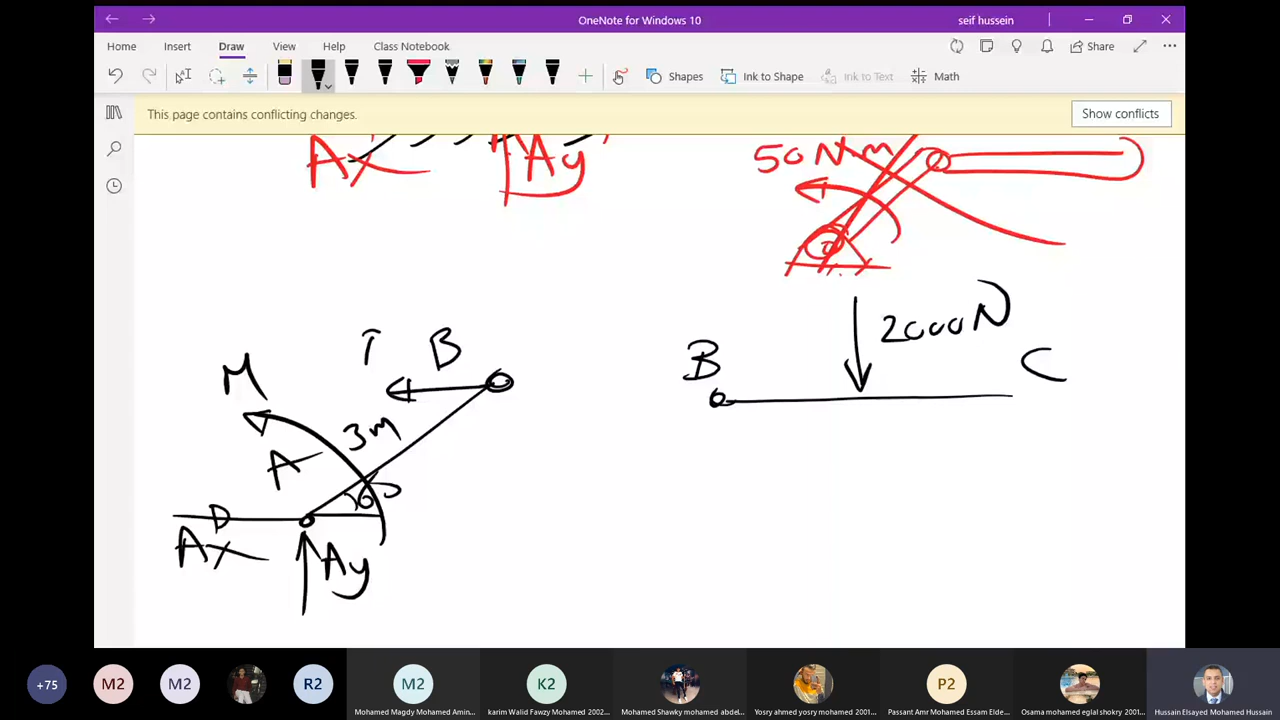 OneNote for Windows 10
seif hussein
Home Insert Draw View Help Class Notebook
Share
Shapes
Ink to Shape
Ink to Text
Math
This page contains conflicting changes.
Show conflicts
Ax
Ay
50 Nm
2000N
B
C
T
B
M
3m
A
Ax
Ay
+75
M2
M2
R2
M2
K2
P2
Mohamed Magdy Mohamed Amin...
karim Walid Fawzy Mohamed 2002...
Mohamed Shawky mohamed abdel...
Yosry ahmed yosry mohamed 2001...
Passant Amr Mohamed Essam Elde...
Osama mohamed eglal shokry 2001...
Hussain Elsayed Mohamed Hussain